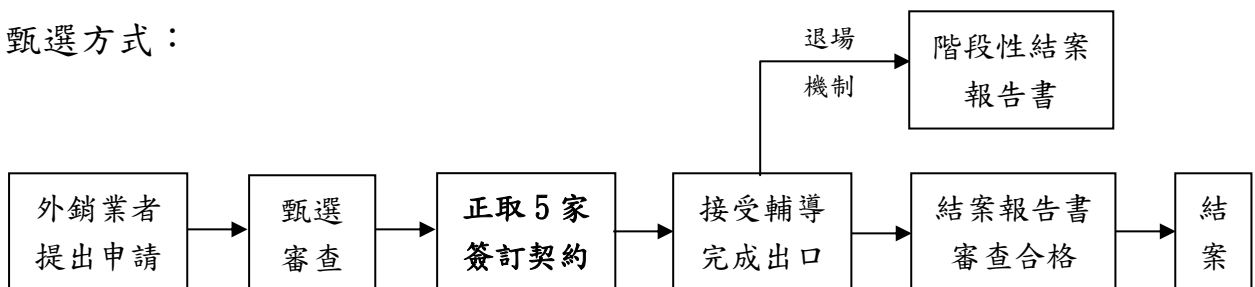 甄選方式：
退場
機制
階段性結案
報告書
外銷業者
提出申請
甄選
審查
正取5家
簽訂契約
接受輔導
完成出口
結案報告書
審查合格
結
案